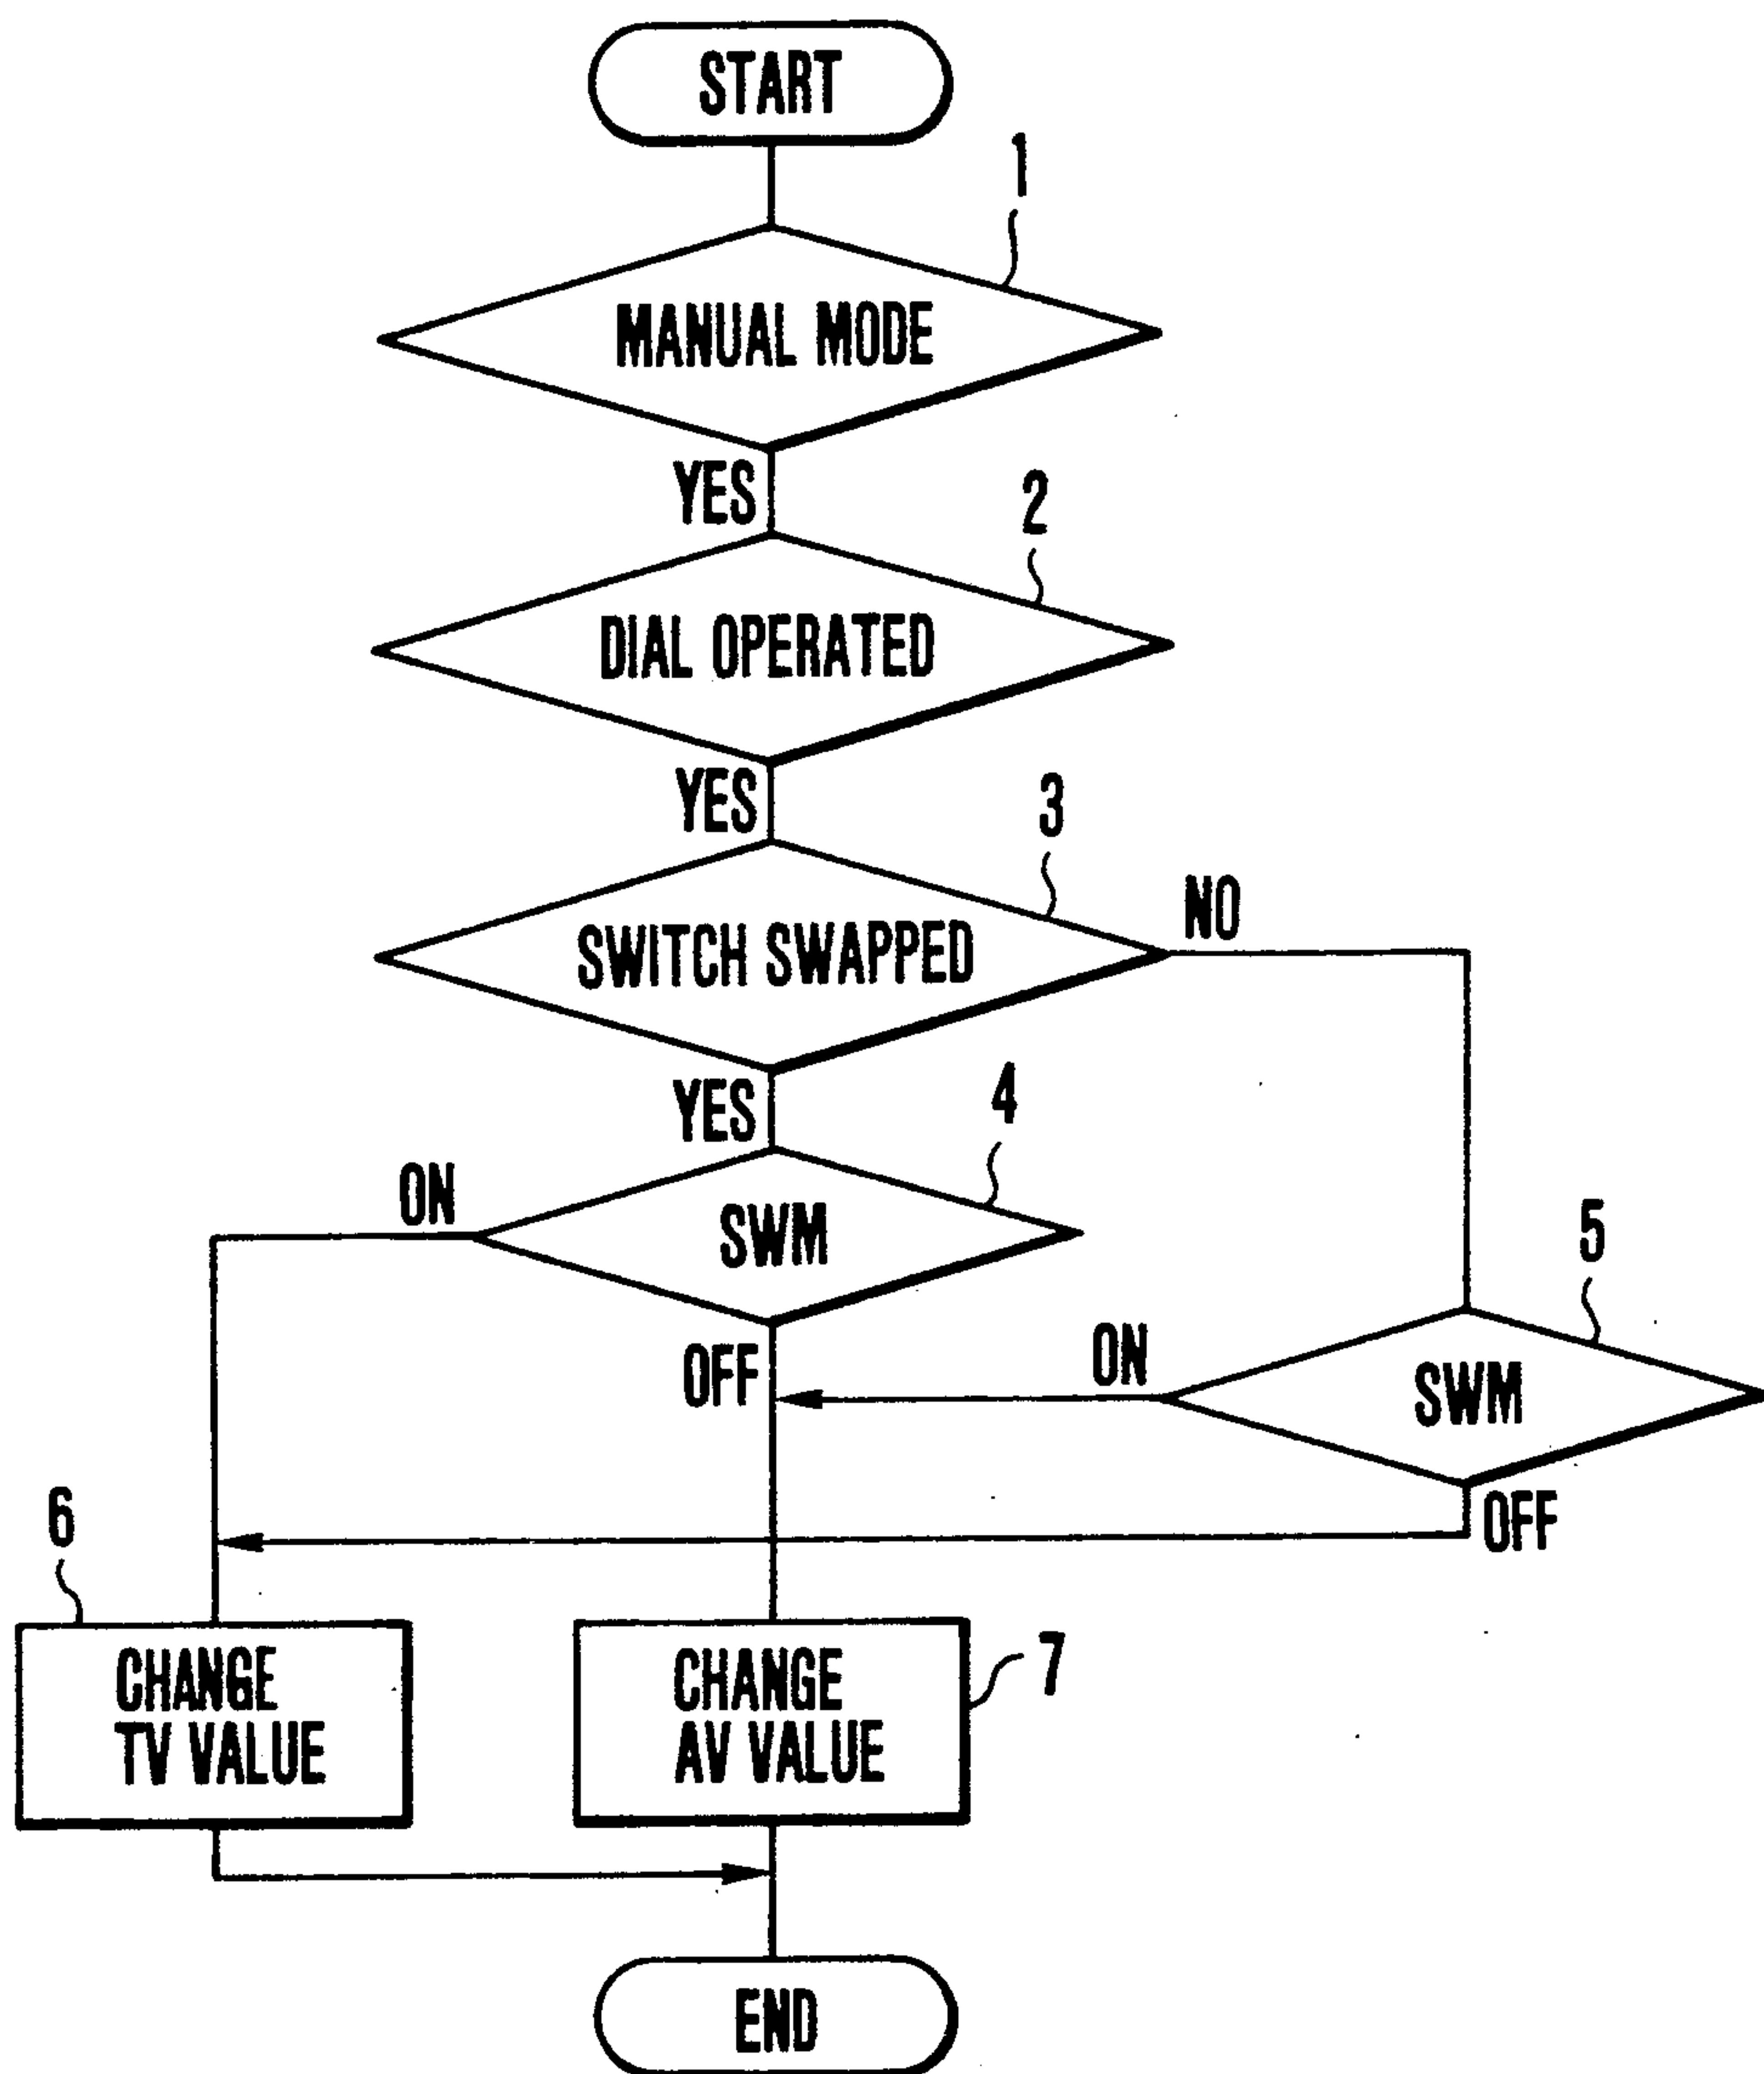 START
1
MANUAL MODE
YES
2
DIAL OPERATED
YES
3
SWITCH SWAPPED
NO
YES
4
ON
SWM
5
OFF
ON
SWM
OFF
6
CHANGE
TV VALUE
CHANGE
AV VALUE
7
END